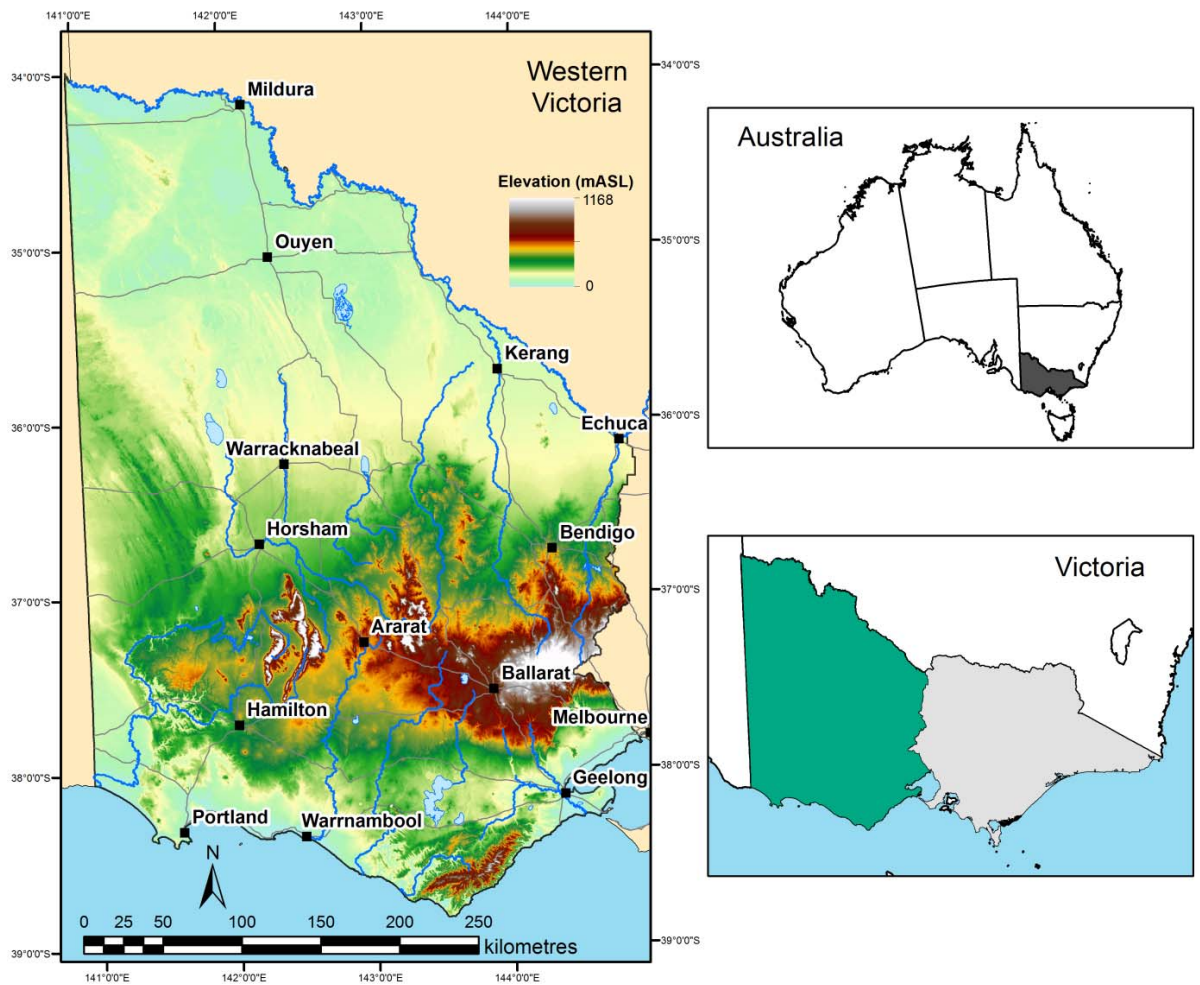 141°0'0"E
142°0'0"E
143°0'0"E
144°0'0"E
34°0'0"S
34°0'0"S
Western
Victoria
Mildura
Elevation (mASL)
1168
0
Ouyen
35°0'0"S
35°0'0"S
Kerang
36°0'0"S
36°0'0"S
Echuca
Warracknabeal
Horsham
Bendigo
37°0'0"S
37°0'0"S
Ararat
Ballarat
Hamilton
Melbourne
38°0'0"S
38°0'0"S
Geelong
Portland
Warrnambool
N
0 25 50 100 150 200 250
kilometres
39°0'0"S
39°0'0"S
141°0'0"E
142°0'0"E
143°0'0"E
144°0'0"E
Australia
Victoria